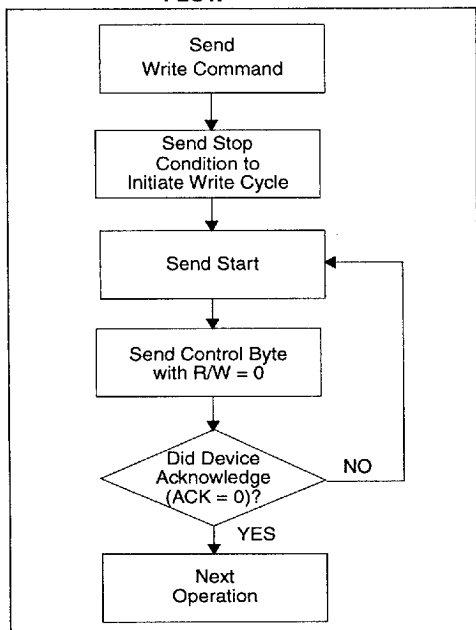 FLOW
Send
Write Command
Send Stop
Condition to
Initiate Write Cycle
Send Start
Send Control Byte
with R/W = 0
Did Device
Acknowledge
(ACK = 0)?
NO
YES
Next
Operation